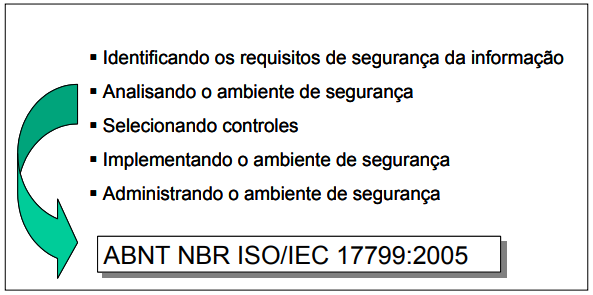 ▪ Identificando os requisitos de segurança da informação
▪ Analisando o ambiente de segurança
▪ Selecionando controles
▪ Implementando o ambiente de segurança
▪ Administrando o ambiente de segurança
ABNT NBR ISO/IEC 17799:2005